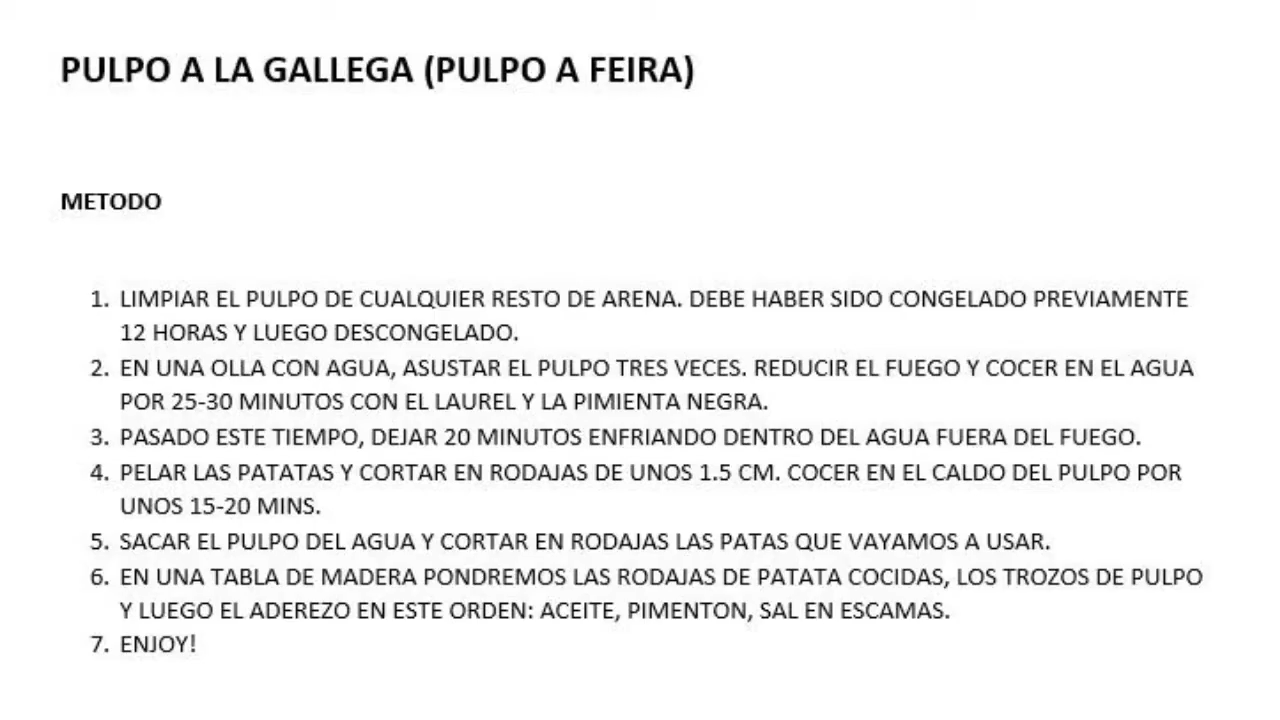 PULPO A LA GALLEGA (PULPO A FEIRA)
METODO
1. LIMPIAR EL PULPO DE CUALQUIER RESTO DE ARENA. DEBE HABER SIDO CONGELADO PREVIAMENTE
12 HORAS Y LUEGO DESCONGELADO.
2. EN UNA OLLA CON AGUA, ASUSTAR EL PULPO TRES VECES. REDUCIR EL FUEGO Y COCER EN EL AGUA
POR 25-30 MINUTOS CON EL LAUREL Y LA PIMIENTA NEGRA.
3. PASADO ESTE TIEMPO, DEJAR 20 MINUTOS ENFRIANDO DENTRO DEL AGUA FUERA DEL FUEGO.
4. PELAR LAS PATATAS Y CORTAR EN RODAJAS DE UNOS 1.5 CM. COCER EN EL CALDO DEL PULPO POR
UNOS 15-20 MINS.
5. SACAR EL PULPO DEL AGUA Y CORTAR EN RODAJAS LAS PATAS QUE VAYAMOS A USAR.
6. EN UNA TABLA DE MADERA PONDREMOS LAS RODAJAS DE PATATA COCIDAS, LOS TROZOS DE PULPO
Y LUEGO EL ADEREZO EN ESTE ORDEN: ACEITE, PIMENTON, SAL EN ESCAMAS.
7. ENJOY!